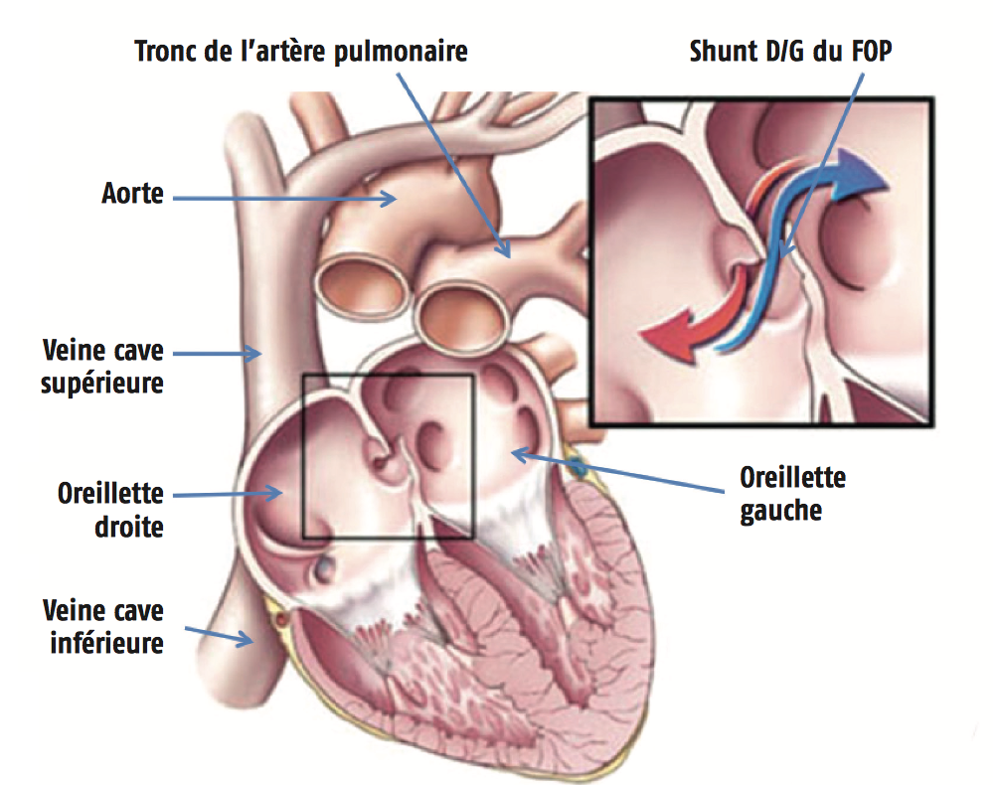 Tronc de l'artère pulmonaire
Shunt D/G du FOP
Aorte
Veine cave
supérieure
Oreillette
droite
Oreillette
gauche
Veine cave
inférieure